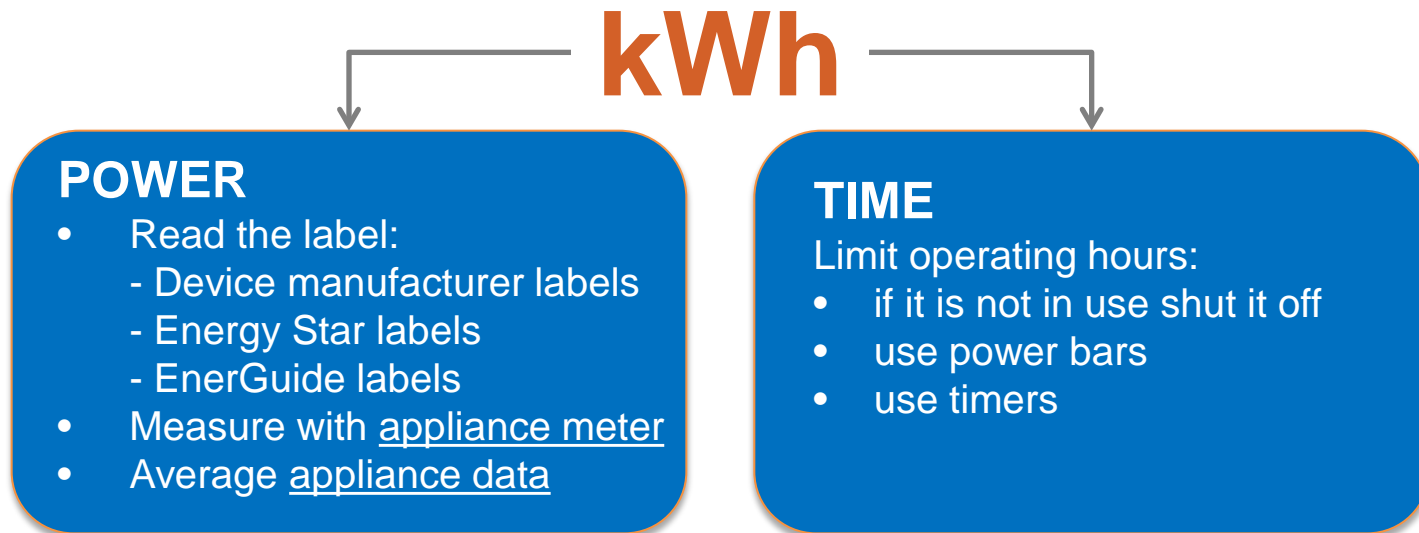 kWh
POWER
• Read the label:
- Device manufacturer labels
- Energy Star labels
- EnerGuide labels
• Measure with appliance meter
• Average appliance data
TIME
Limit operating hours:
• if it is not in use shut it off
• use power bars
• use timers